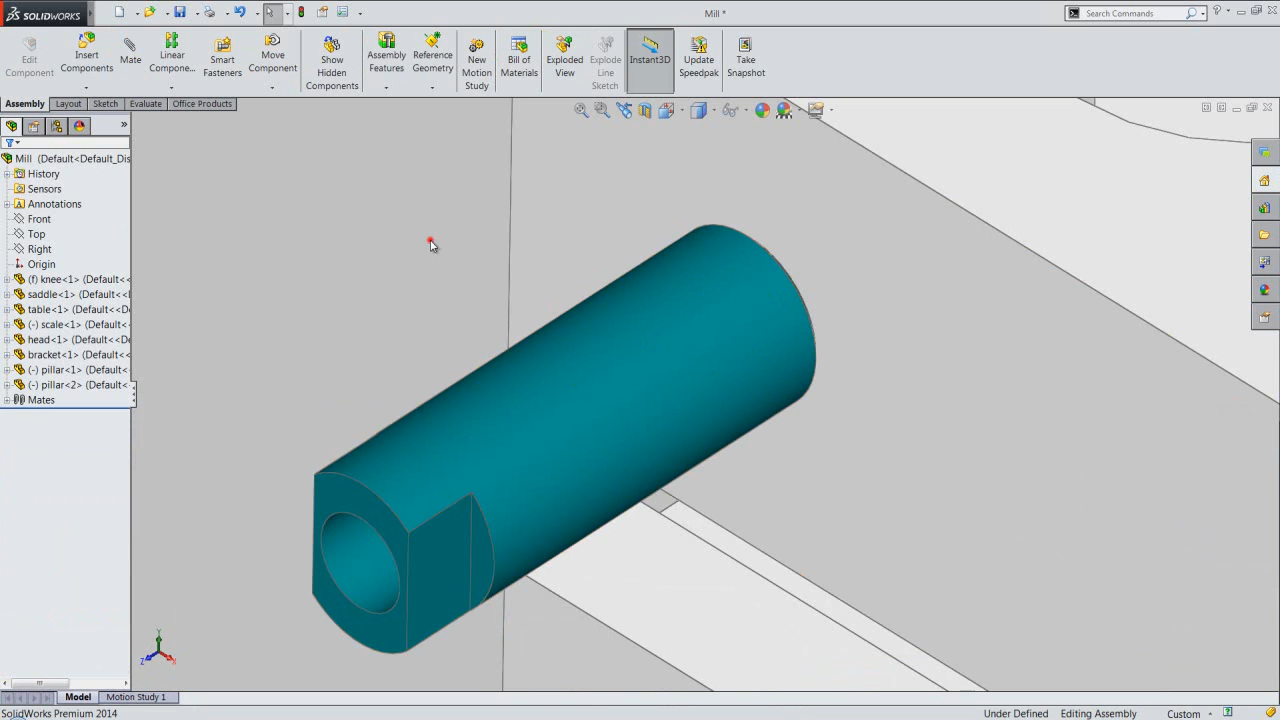 SOLIDWORKS
Mill *
Search Commands
Edit Component
Insert Components
Mate
Linear Compone...
Smart Fasteners
Move Component
Show Hidden Components
Assembly Features
Reference Geometry
New Motion Study
Bill of Materials
Exploded View
Explode Line Sketch
Instant3D
Update Speedpak
Take Snapshot
Assembly
Layout
Sketch
Evaluate
Office Products
Mill (Default<Default_Dis
History
Sensors
Annotations
Front
Top
Right
Origin
(f) knee<1> (Default<<
saddle<1> (Default<<
table<1> (Default<<D
(-) scale<1> (Default<
head<1> (Default<<De
bracket<1> (Default<<
(-) pillar<1> (Default<
(-) pillar<2> (Default<
Mates
Y
Z
X
Model
Motion Study 1
SolidWorks Premium 2014
Under Defined
Editing Assembly
Custom